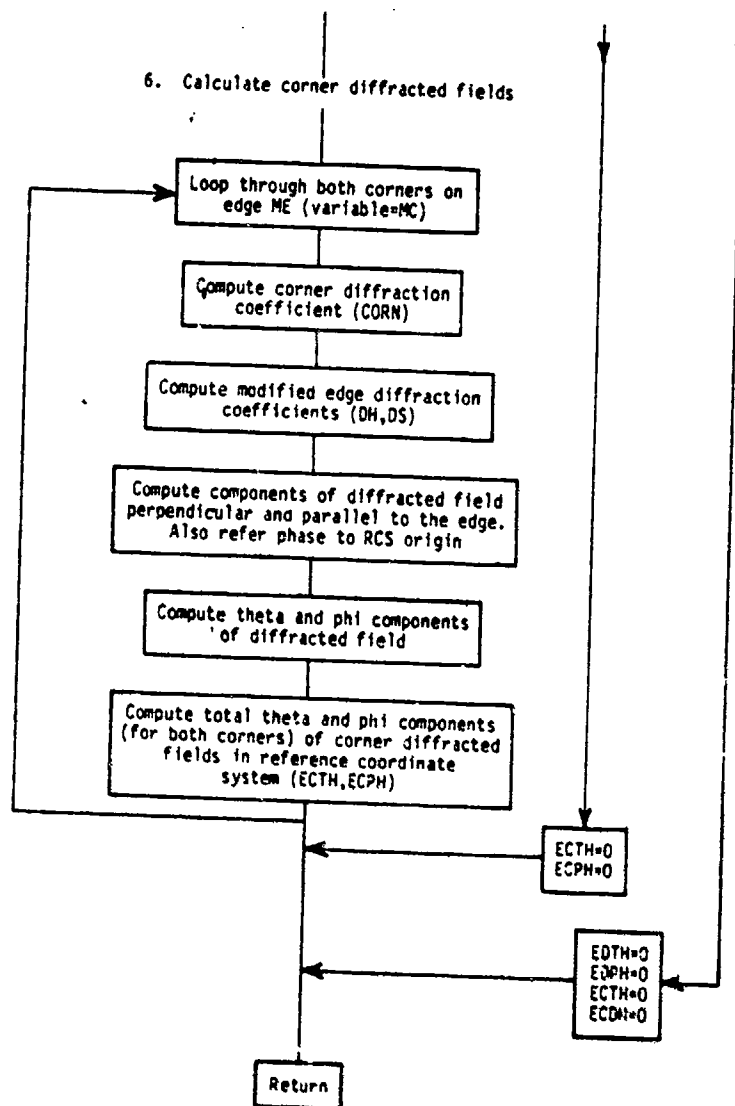 6. Calculate corner diffracted fields
Loop through both corners on
edge ME (variable=MC)
Compute corner diffraction
coefficient (CORN)
Compute modified edge diffraction
coefficients (DH,DS)
Compute components of diffracted field
perpendicular and parallel to the edge.
Also refer phase to RCS origin
Compute theta and phi components
of diffracted field
Compute total theta and phi components
(for both corners) of corner diffracted
fields in reference coordinate
system (ECTH,ECPH)
ECTH=0
ECPH=0
EDTH=0
EDPH=0
ECTH=0
ECDN=0
Return